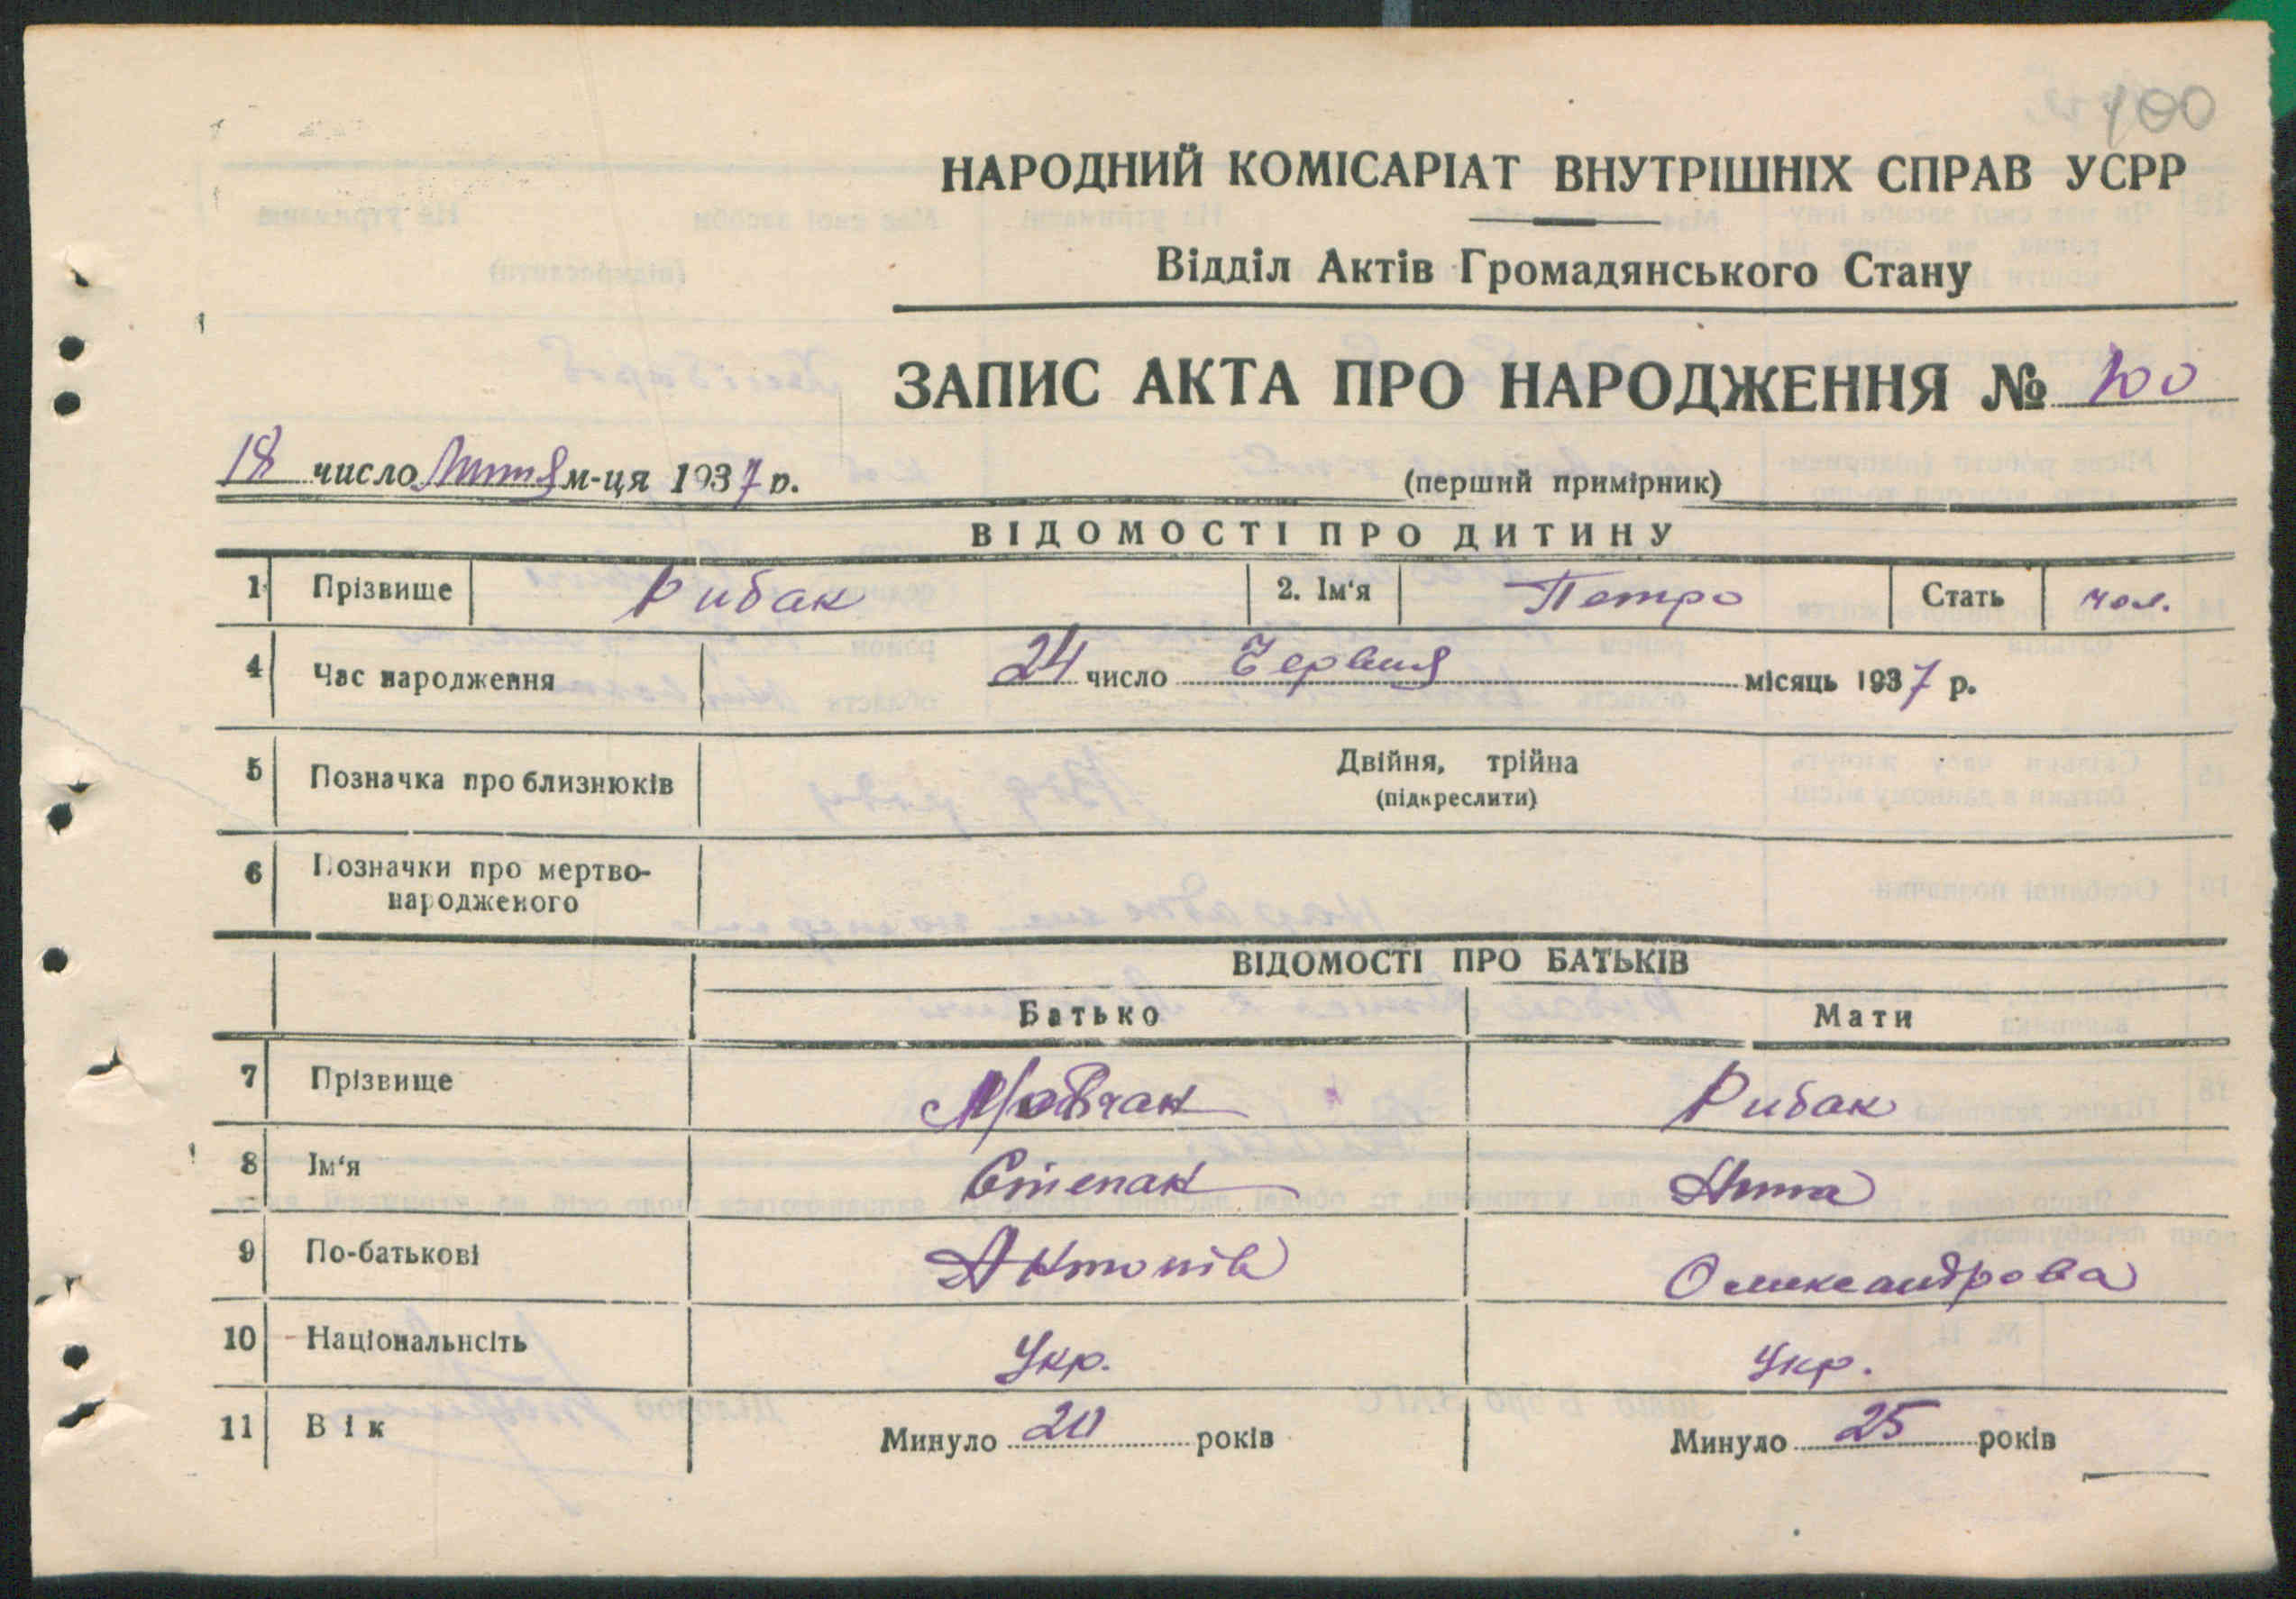 100
НАРОДНИЙ КОМІСАРІАТ ВНУТРІШНІХ СПРАВ УСРР
Відділ Актів Громадянського Стану
ЗАПИС АКТА ПРО НАРОДЖЕННЯ № 100
18 число Липня м-ця 1937 р.
(перший примірник)
ВІДОМОСТІ ПРО ДИТИНУ
1 Прізвище Рибак 2. Ім'я Петро Стать чол.
4 Час народження 24 число Червня місяць 1937 р.
5 Позначка про близнюків Двійня, трійна
(підкреслити)
6 Позначки про мертво-
народженого
ВІДОМОСТІ ПРО БАТЬКІВ
Батько Мати
7 Прізвище Мовчан Рибак
8 Ім'я Степан Анна
9 По-батькові Антонів Олександрова
10 Національнсіть Укр. Укр.
11 Вік Минуло 20 років Минуло 25 років